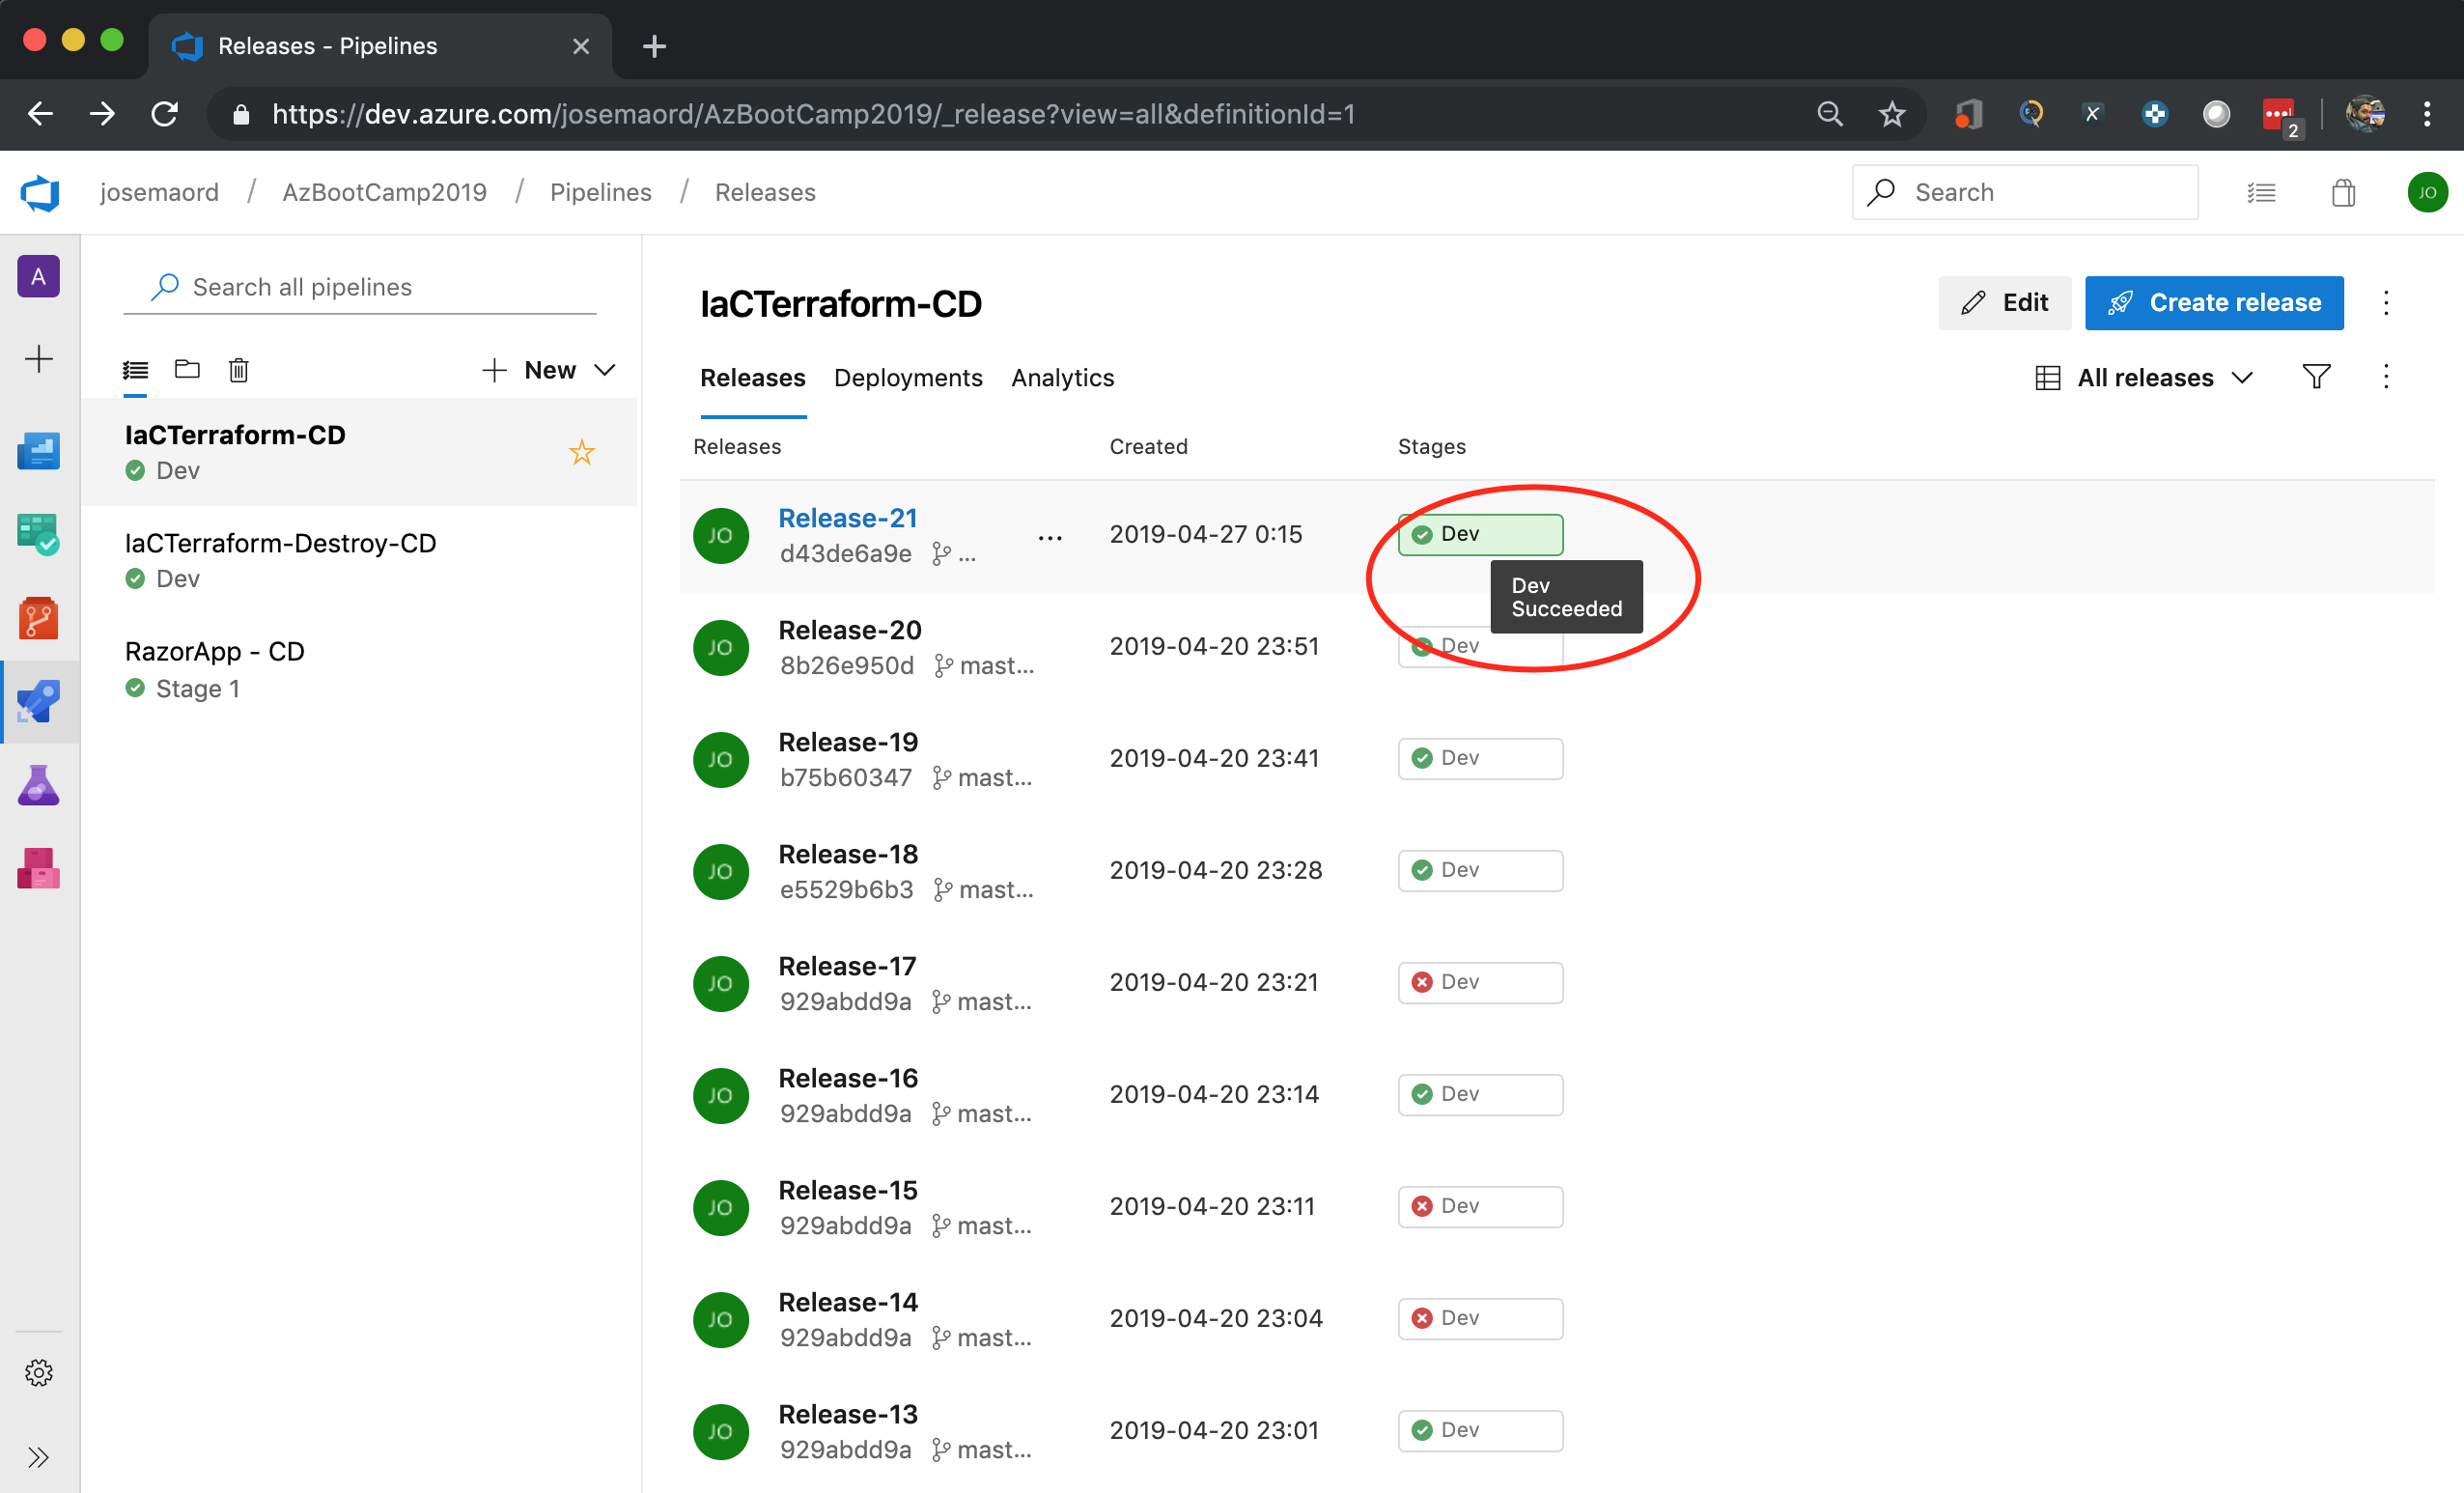 Releases - Pipelines
https://dev.azure.com/josemaord/AzBootCamp2019/_release?view=all&definitionId=1
2
josemaord / AzBootCamp2019 / Pipelines / Releases
Search
JO
A
Search all pipelines
New
IaCTerraform-CD
Dev
IaCTerraform-Destroy-CD
Dev
RazorApp - CD
Stage 1
IaCTerraform-CD
Edit
Create release
Releases Deployments Analytics
All releases
Releases Created Stages
JO Release-21 ... 2019-04-27 0:15 Dev
d43de6a9e ...
Dev
Succeeded
JO Release-20 2019-04-20 23:51 Dev
8b26e950d mast...
JO Release-19 2019-04-20 23:41 Dev
b75b60347 mast...
JO Release-18 2019-04-20 23:28 Dev
e5529b6b3 mast...
JO Release-17 2019-04-20 23:21 Dev
929abdd9a mast...
JO Release-16 2019-04-20 23:14 Dev
929abdd9a mast...
JO Release-15 2019-04-20 23:11 Dev
929abdd9a mast...
JO Release-14 2019-04-20 23:04 Dev
929abdd9a mast...
JO Release-13 2019-04-20 23:01 Dev
929abdd9a mast...